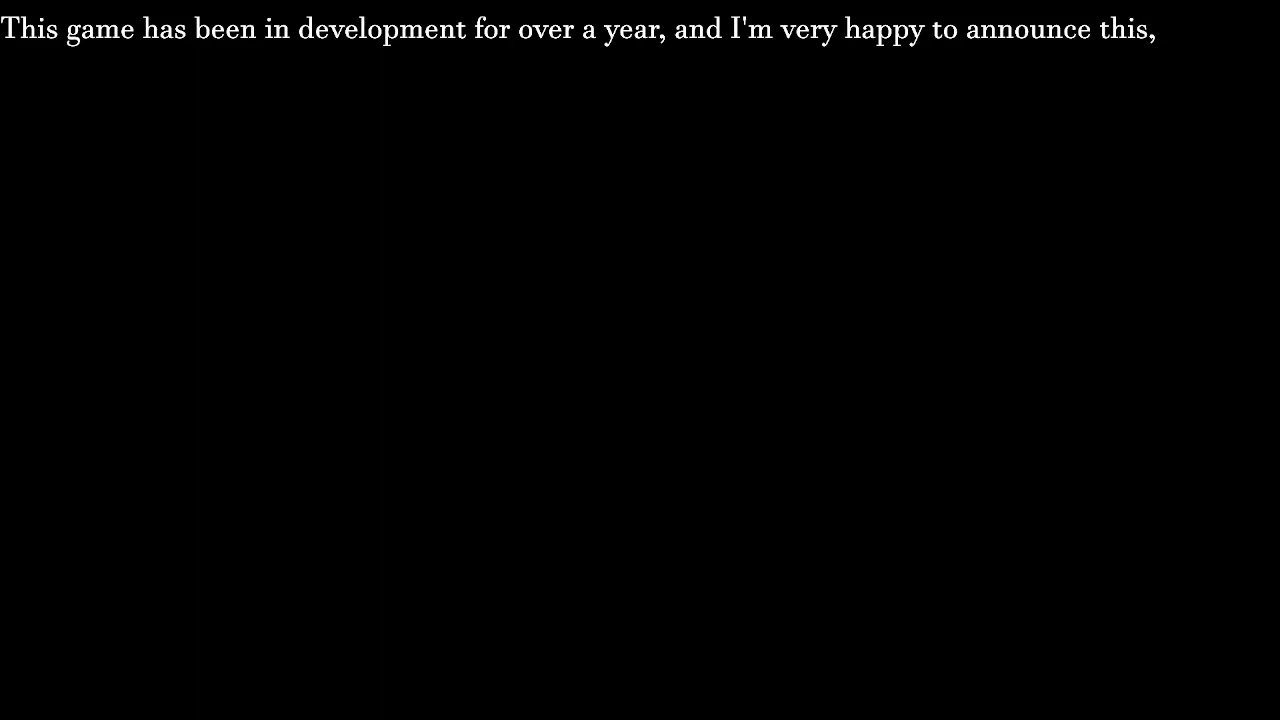 This game has been in development for over a year, and I'm very happy to announce this,